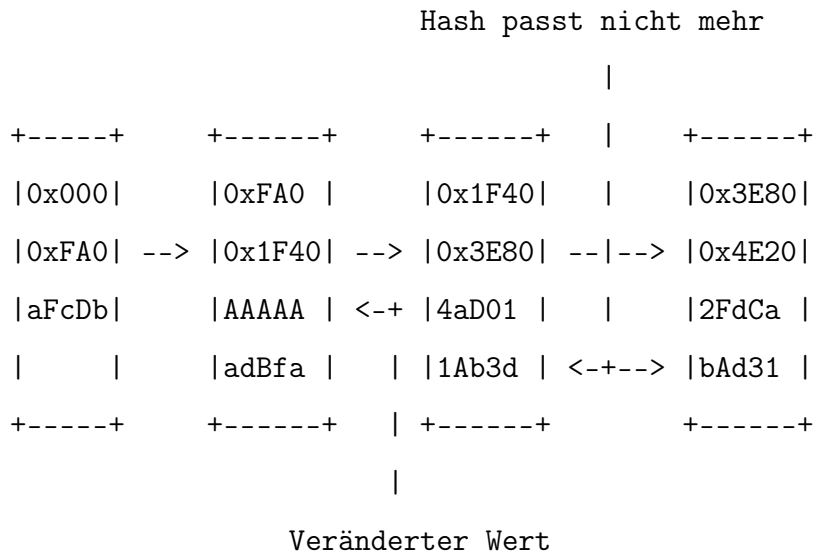 Hash passt nicht mehr
|
+-----+ +------+ +------+ | +------+
|0x000| |0xFA0 | |0x1F40| | |0x3E80|
|0xFA0| --> |0x1F40| --> |0x3E80| --|--> |0x4E20|
|aFcDb| |AAAAA | <-+ |4aD01 | | |2FdCa |
| | |adBfa | | |1Ab3d | <-+--> |bAd31 |
+-----+ +------+ | +------+ +------+
|
Veränderter Wert